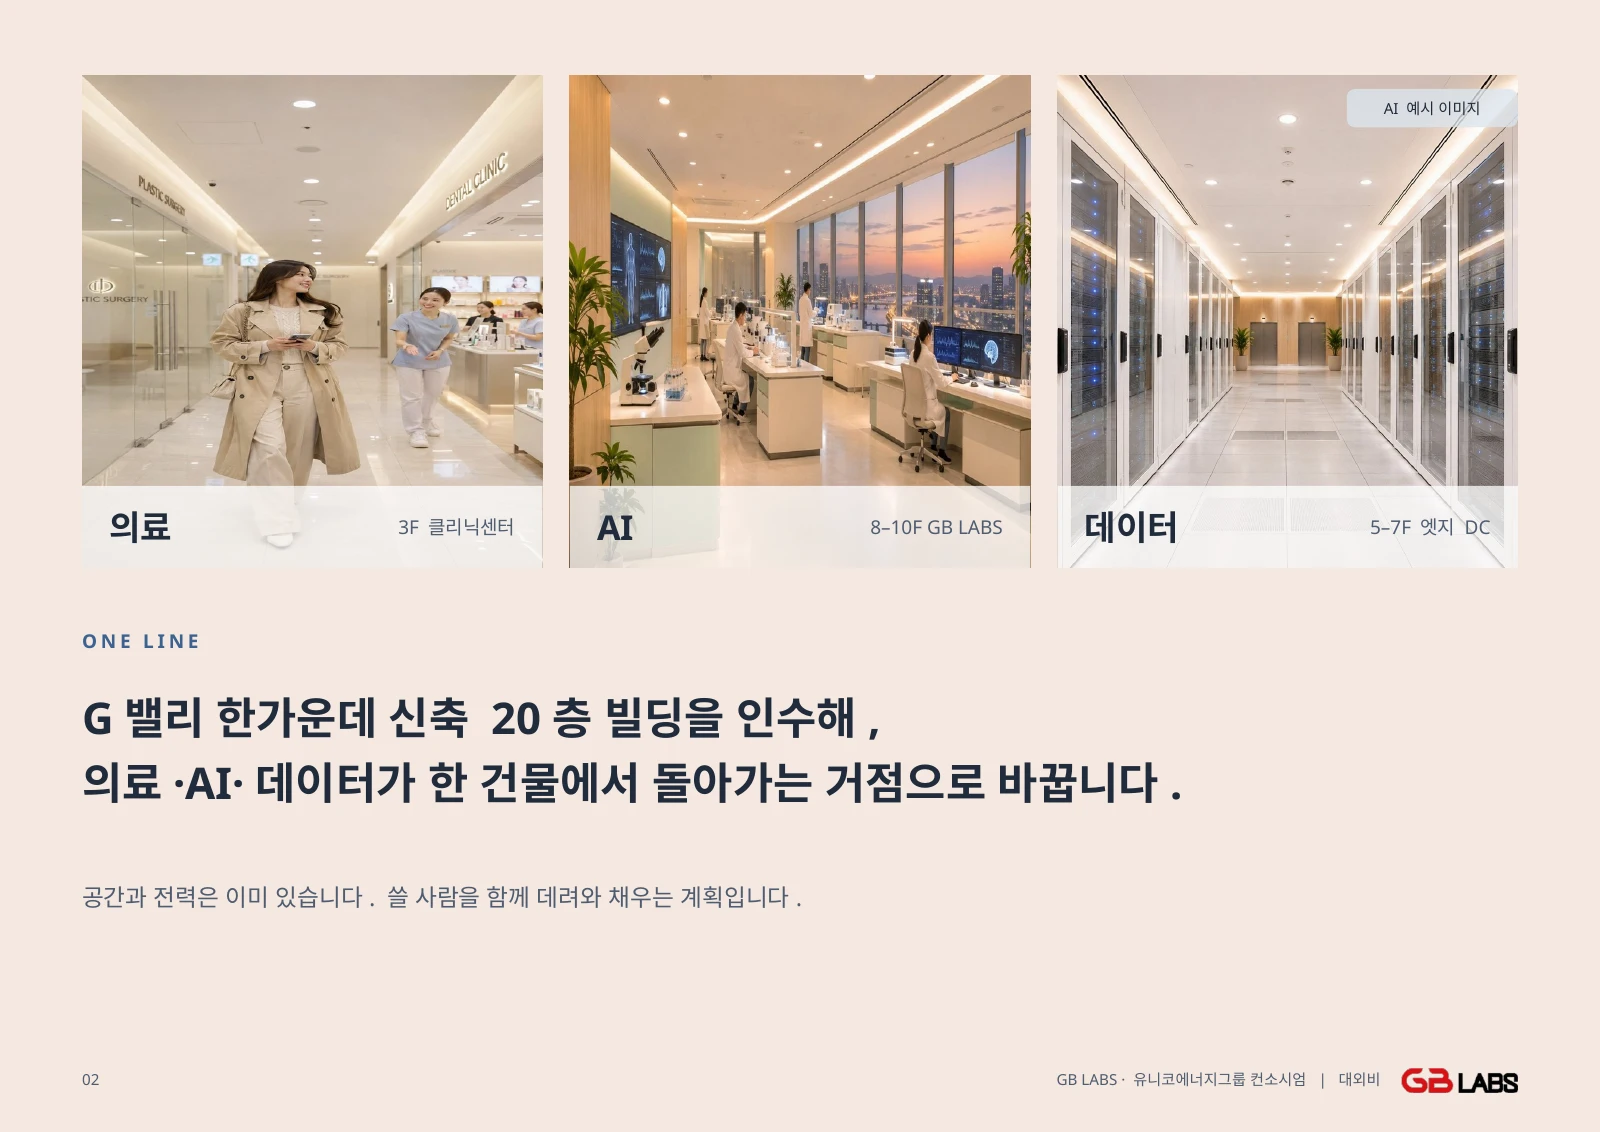 PLASTIC SURGERY
DENTAL CLINIC
STIC SURGERY
의료
3F 클리닉센터
AI
8–10F GB LABS
AI 예시 이미지
데이터
5–7F 엣지 DC
ONE LINE
G 밸리 한가운데 신축 20 층 빌딩을 인수해 ,
의료 ·AI· 데이터가 한 건물에서 돌아가는 거점으로 바꿉니다 .
공간과 전력은 이미 있습니다 . 쓸 사람을 함께 데려와 채우는 계획입니다 .
02
GB LABS · 유니코에너지그룹 컨소시엄 | 대외비
GB LABS